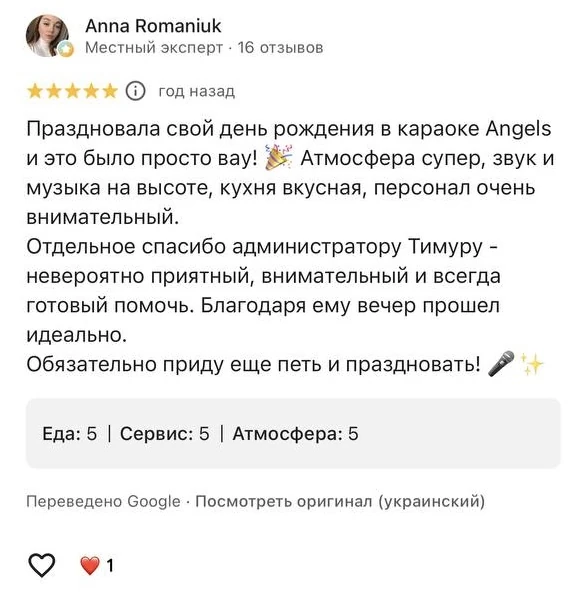 Anna Romaniuk
Местный эксперт · 16 отзывов
год назад
Праздновала свой день рождения в караоке Angels
и это было просто вау! 🎉 Атмосфера супер, звук и
музыка на высоте, кухня вкусная, персонал очень
внимательный.
Отдельное спасибо администратору Тимуру -
невероятно приятный, внимательный и всегда
готовый помочь. Благодаря ему вечер прошел
идеально.
Обязательно приду еще петь и праздновать! 🎤✨
Еда: 5 | Сервис: 5 | Атмосфера: 5
Переведено Google · Посмотреть оригинал (украинский)
❤️ 1